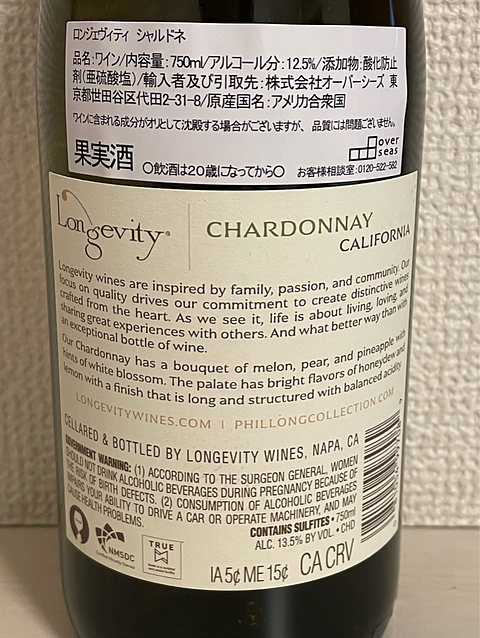 ロンジェヴィティ シャルドネ
品名:ワイン/内容量:750ml/アルコール分:12.5%/添加物:酸化防止
剤(亜硫酸塩)/輸入者及び引取先:株式会社オーバーシーズ 東
京都世田谷区代田2-31-8/原産国名:アメリカ合衆国
ワインに含まれる成分がオリとして沈殿する場合がございますが、品質には問題ございません。
果実酒
○飲酒は20歳になってから○
over
seas
お客様相談室:0120-522-582
Longevity®
CHARDONNAY
CALIFORNIA
Longevity wines are inspired by family, passion, and community. Our
focus on quality drives our commitment to create distinctive wines
crafted from the heart. As we see it, life is about living, loving, and
sharing great experiences with others. And what better way than with
an exceptional bottle of wine.
Our Chardonnay has a bouquet of melon, pear, and pineapple with
hints of white blossom. The palate has bright flavors of honeydew and
lemon with a finish that is long and structured with balanced acidity.
LONGEVITYWINES.COM | PHILLONGCOLLECTION.COM
CELLARED & BOTTLED BY LONGEVITY WINES, NAPA, CA
GOVERNMENT WARNING: (1) ACCORDING TO THE SURGEON GENERAL, WOMEN
SHOULD NOT DRINK ALCOHOLIC BEVERAGES DURING PREGNANCY BECAUSE OF
THE RISK OF BIRTH DEFECTS. (2) CONSUMPTION OF ALCOHOLIC BEVERAGES
IMPAIRS YOUR ABILITY TO DRIVE A CAR OR OPERATE MACHINERY, AND MAY
CAUSE HEALTH PROBLEMS.
CONTAINS SULFITES • 750ml
ALC. 13.5% BY VOL. • CHD
NMSDC
TRUE
IA 5¢ ME 15¢ CA CRV